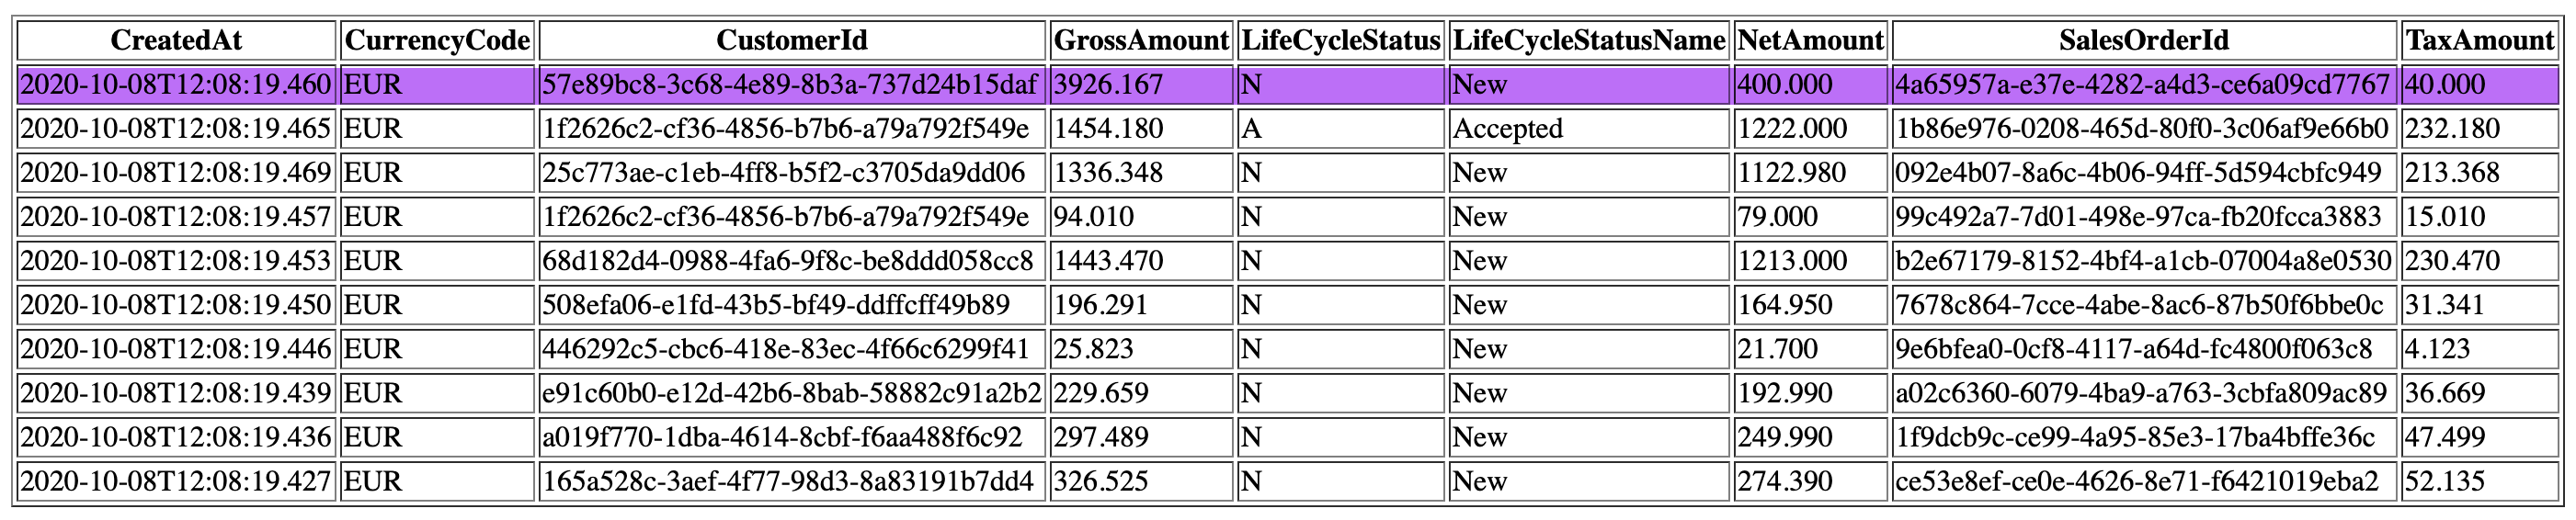 CreatedAt CurrencyCode CustomerId GrossAmount LifeCycleStatus LifeCycleStatusName NetAmount SalesOrderId TaxAmount
2020-10-08T12:08:19.460 EUR 57e89bc8-3c68-4e89-8b3a-737d24b15daf 3926.167 N New 400.000 4a65957a-e37e-4282-a4d3-ce6a09cd7767 40.000
2020-10-08T12:08:19.465 EUR 1f2626c2-cf36-4856-b7b6-a79a792f549e 1454.180 A Accepted 1222.000 1b86e976-0208-465d-80f0-3c06af9e66b0 232.180
2020-10-08T12:08:19.469 EUR 25c773ae-c1eb-4ff8-b5f2-c3705da9dd06 1336.348 N New 1122.980 092e4b07-8a6c-4b06-94ff-5d594cbfc949 213.368
2020-10-08T12:08:19.457 EUR 1f2626c2-cf36-4856-b7b6-a79a792f549e 94.010 N New 79.000 99c492a7-7d01-498e-97ca-fb20fcca3883 15.010
2020-10-08T12:08:19.453 EUR 68d182d4-0988-4fa6-9f8c-be8ddd058cc8 1443.470 N New 1213.000 b2e67179-8152-4bf4-a1cb-07004a8e0530 230.470
2020-10-08T12:08:19.450 EUR 508efa06-e1fd-43b5-bf49-ddffcff49b89 196.291 N New 164.950 7678c864-7cce-4abe-8ac6-87b50f6bbe0c 31.341
2020-10-08T12:08:19.446 EUR 446292c5-cbc6-418e-83ec-4f66c6299f41 25.823 N New 21.700 9e6bfea0-0cf8-4117-a64d-fc4800f063c8 4.123
2020-10-08T12:08:19.439 EUR e91c60b0-e12d-42b6-8bab-58882c91a2b2 229.659 N New 192.990 a02c6360-6079-4ba9-a763-3cbfa809ac89 36.669
2020-10-08T12:08:19.436 EUR a019f770-1dba-4614-8cbf-f6aa488f6c92 297.489 N New 249.990 1f9dcb9c-ce99-4a95-85e3-17ba4bffe36c 47.499
2020-10-08T12:08:19.427 EUR 165a528c-3aef-4f77-98d3-8a83191b7dd4 326.525 N New 274.390 ce53e8ef-ce0e-4626-8e71-f6421019eba2 52.135